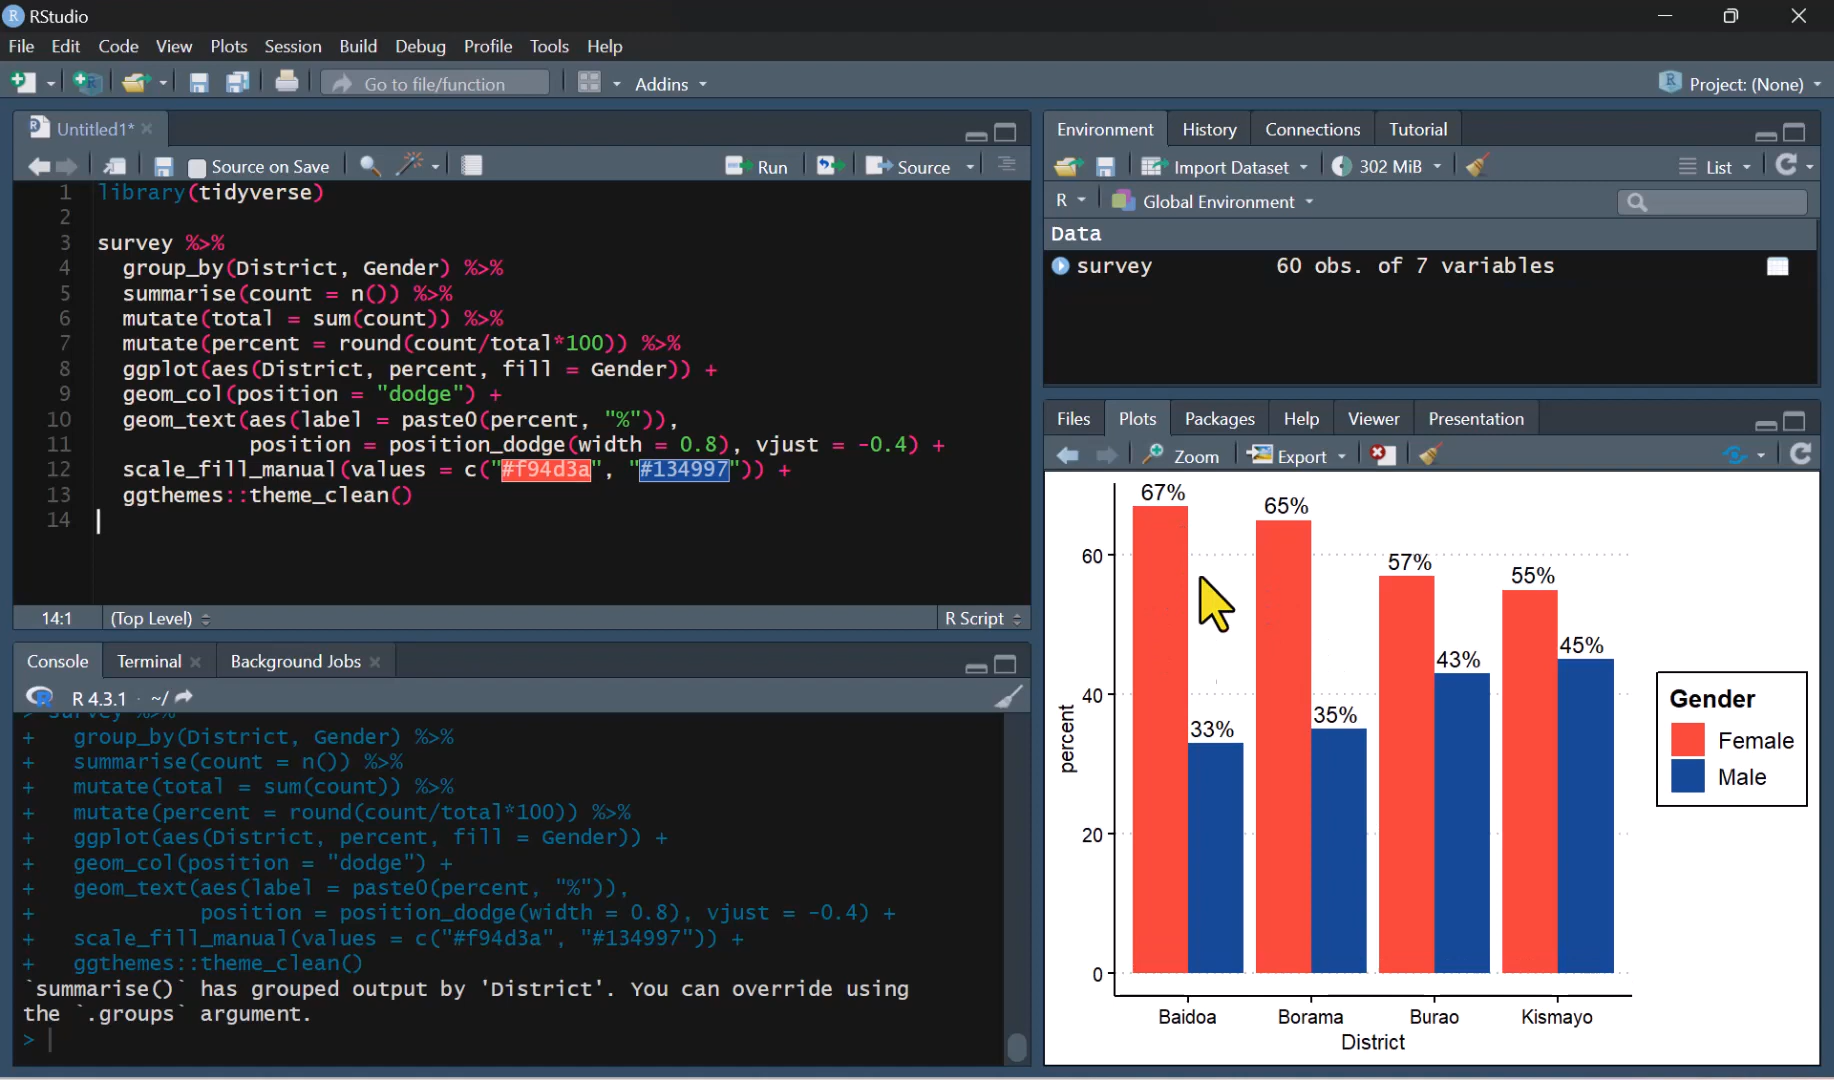 RStudio
File Edit Code View Plots Session Build Debug Profile Tools Help
Go to file/function Addins Project: (None)
Untitled1*
Source on Save Run Source
1 library(tidyverse)
2
3 survey %>%
4 group_by(District, Gender) %>%
5 summarise(count = n()) %>%
6 mutate(total = sum(count)) %>%
7 mutate(percent = round(count/total*100)) %>%
8 ggplot(aes(District, percent, fill = Gender)) +
9 geom_col(position = "dodge") +
10 geom_text(aes(label = paste0(percent, "%")),
11 position = position_dodge(width = 0.8), vjust = -0.4) +
12 scale_fill_manual(values = c("#f94d3a", "#134997")) +
13 ggthemes::theme_clean()
14
14:1 (Top Level) R Script
Console Terminal Background Jobs
R 4.3.1 · ~/
> survey %>%
+ group_by(District, Gender) %>%
+ summarise(count = n()) %>%
+ mutate(total = sum(count)) %>%
+ mutate(percent = round(count/total*100)) %>%
+ ggplot(aes(District, percent, fill = Gender)) +
+ geom_col(position = "dodge") +
+ geom_text(aes(label = paste0(percent, "%")),
+ position = position_dodge(width = 0.8), vjust = -0.4) +
+ scale_fill_manual(values = c("#f94d3a", "#134997")) +
+ ggthemes::theme_clean()
`summarise()` has grouped output by 'District'. You can override using
the `.groups` argument.
>
Environment History Connections Tutorial
Import Dataset 302 MiB List
R Global Environment
Data
survey 60 obs. of 7 variables
Files Plots Packages Help Viewer Presentation
Zoom Export
67%
65%
57%
55%
45%
43%
35%
33%
60
40
20
0
percent
Baidoa Borama Burao Kismayo
District
Gender
Female
Male